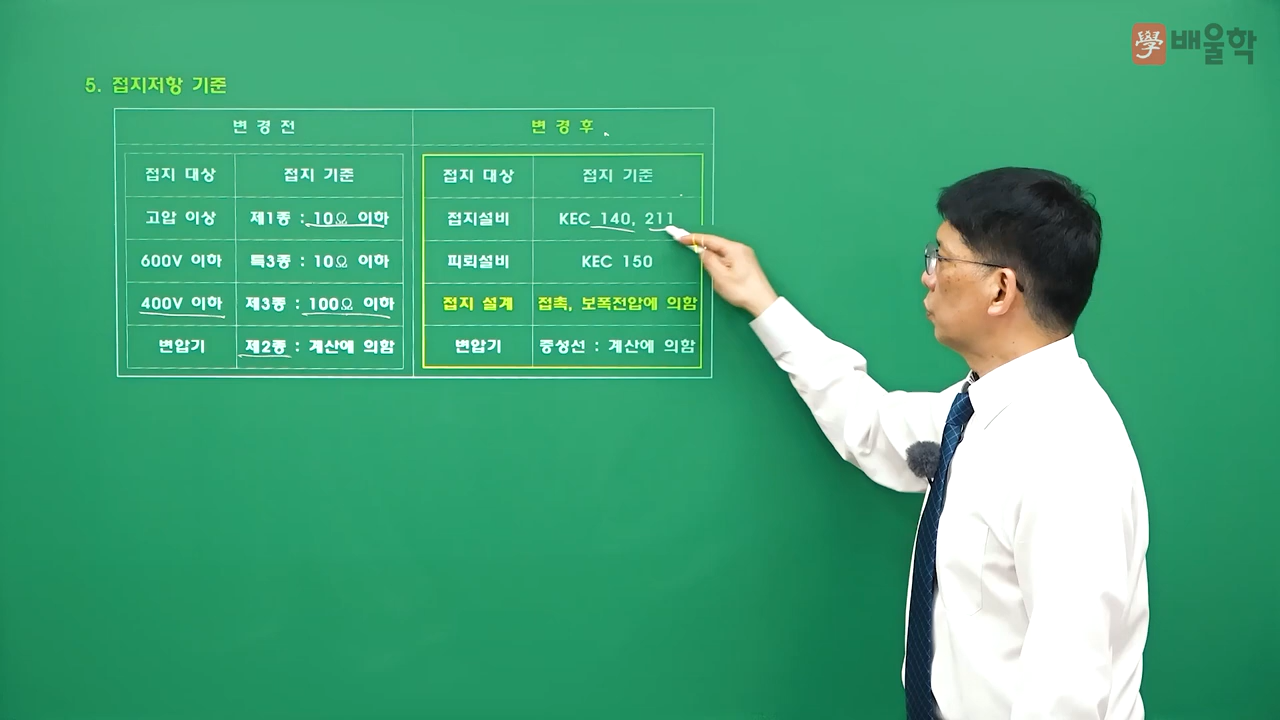 學 배울학
5. 접지저항 기준
변 경 전
변 경 후
접지 대상 접지 기준
고압 이상 제1종 : 10Ω 이하
600V 이하 특3종 : 10Ω 이하
400V 이하 제3종 : 100Ω 이하
변압기 제2종 : 계산에 의함
접지 대상 접지 기준
접지설비 KEC 140, 211
피뢰설비 KEC 150
접지 설계 접촉, 보폭전압에 의함
변압기 중성선 : 계산에 의함